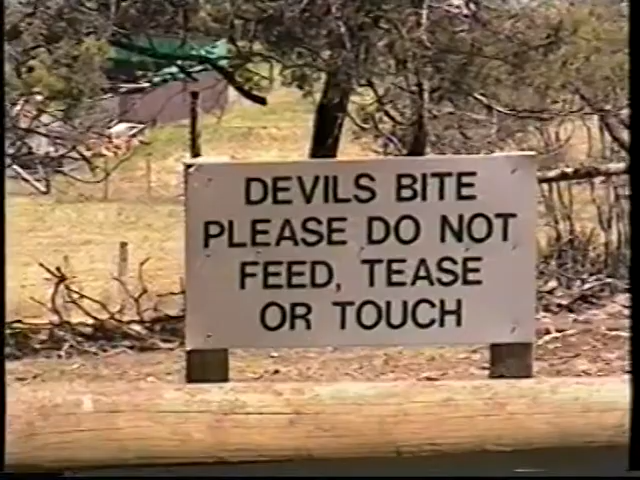 DEVILS BITE
PLEASE DO NOT
FEED, TEASE
OR TOUCH